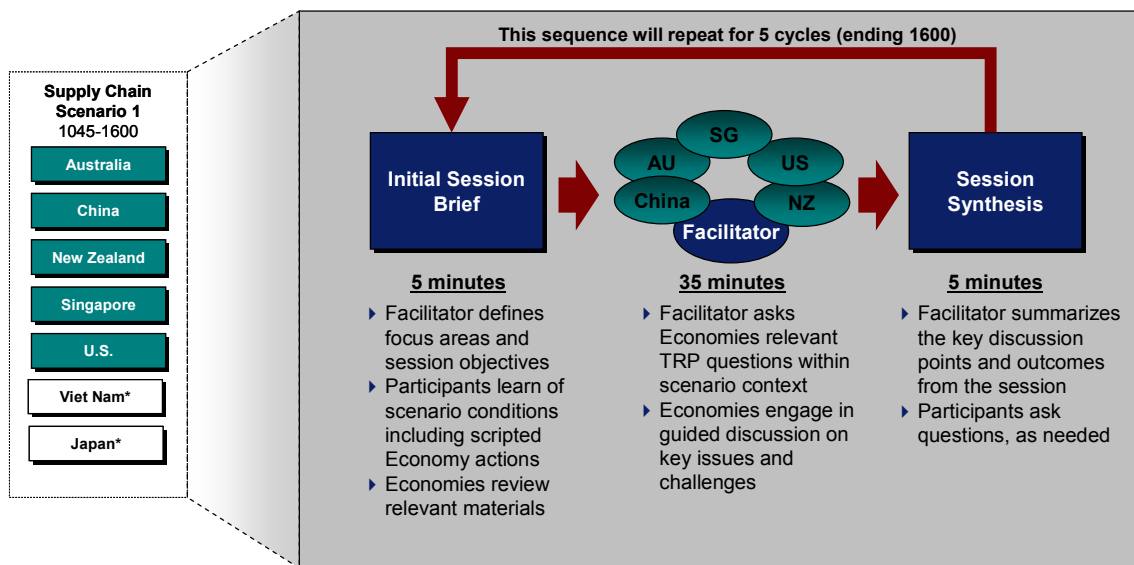 Supply Chain
Scenario 1
1045-1600
Australia
China
New Zealand
Singapore
U.S.
Viet Nam*
Japan*
This sequence will repeat for 5 cycles (ending 1600)
Initial Session
Brief
SG
AU
US
China
NZ
Facilitator
Session
Synthesis
5 minutes
Facilitator defines
focus areas and
session objectives
Participants learn of
scenario conditions
including scripted
Economy actions
Economies review
relevant materials
35 minutes
Facilitator asks
Economies relevant
TRP questions within
scenario context
Economies engage in
guided discussion on
key issues and
challenges
5 minutes
Facilitator summarizes
the key discussion
points and outcomes
from the session
Participants ask
questions, as needed